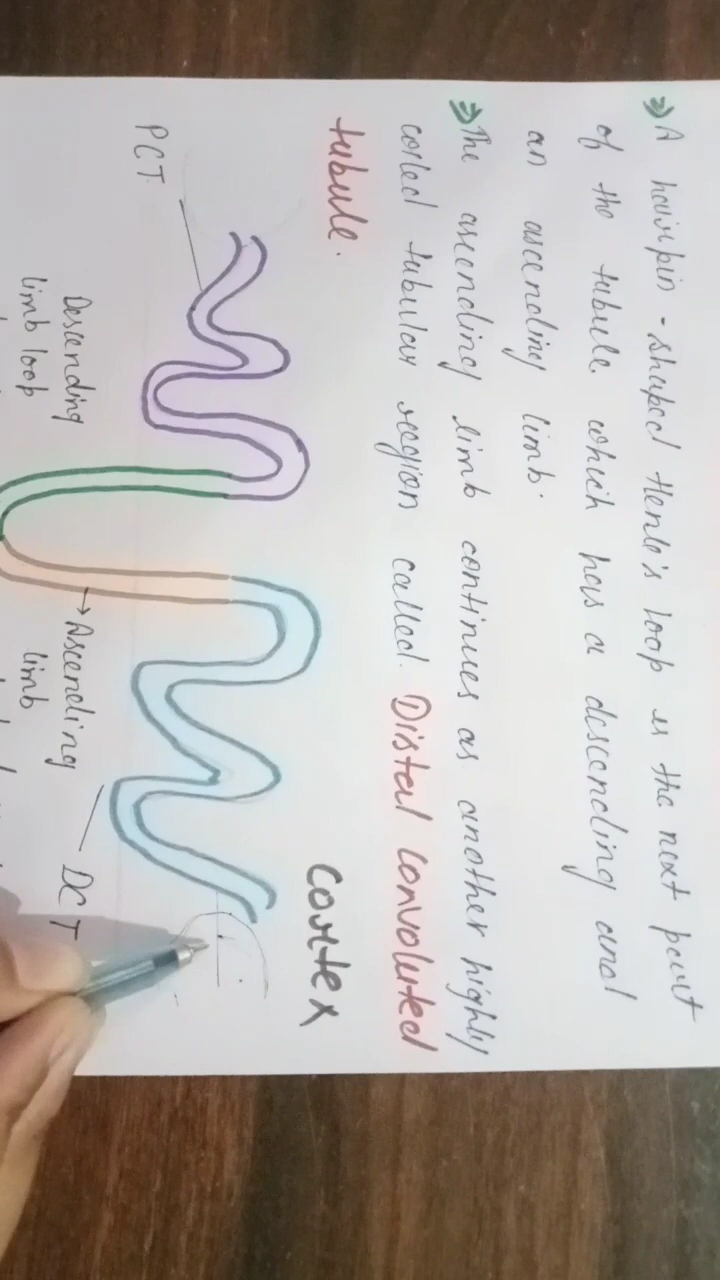 ⇒ A hairpin-shaped Henle's loop is the next part
of the tubule which has a descending and
an ascending limb.
⇒ The ascending limb continues as another highly
coiled tubular region called Distal convoluted
tubule.
Cortex
PCT
Descending
limb loop
→ Ascending
limb
DCT